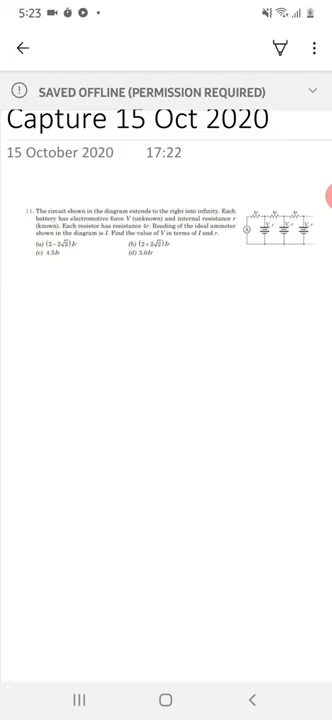 5:23
SAVED OFFLINE (PERMISSION REQUIRED)
Capture 15 Oct 2020
15 October 2020 17:22
11. The circuit shown in the diagram extends to the right into infinity. Each
battery has electromotive force V (unknown) and internal resistance r
(known). Each resistor has resistance 4r. Reading of the ideal ammeter
shown in the diagram is I. Find the value of V in terms of I and r.
(a) (2−2√2)Ir (b) (2+2√2)Ir
(c) 4.5Ir (d) 3.0Ir
4r 4r 4r
A V, r V, r V, r